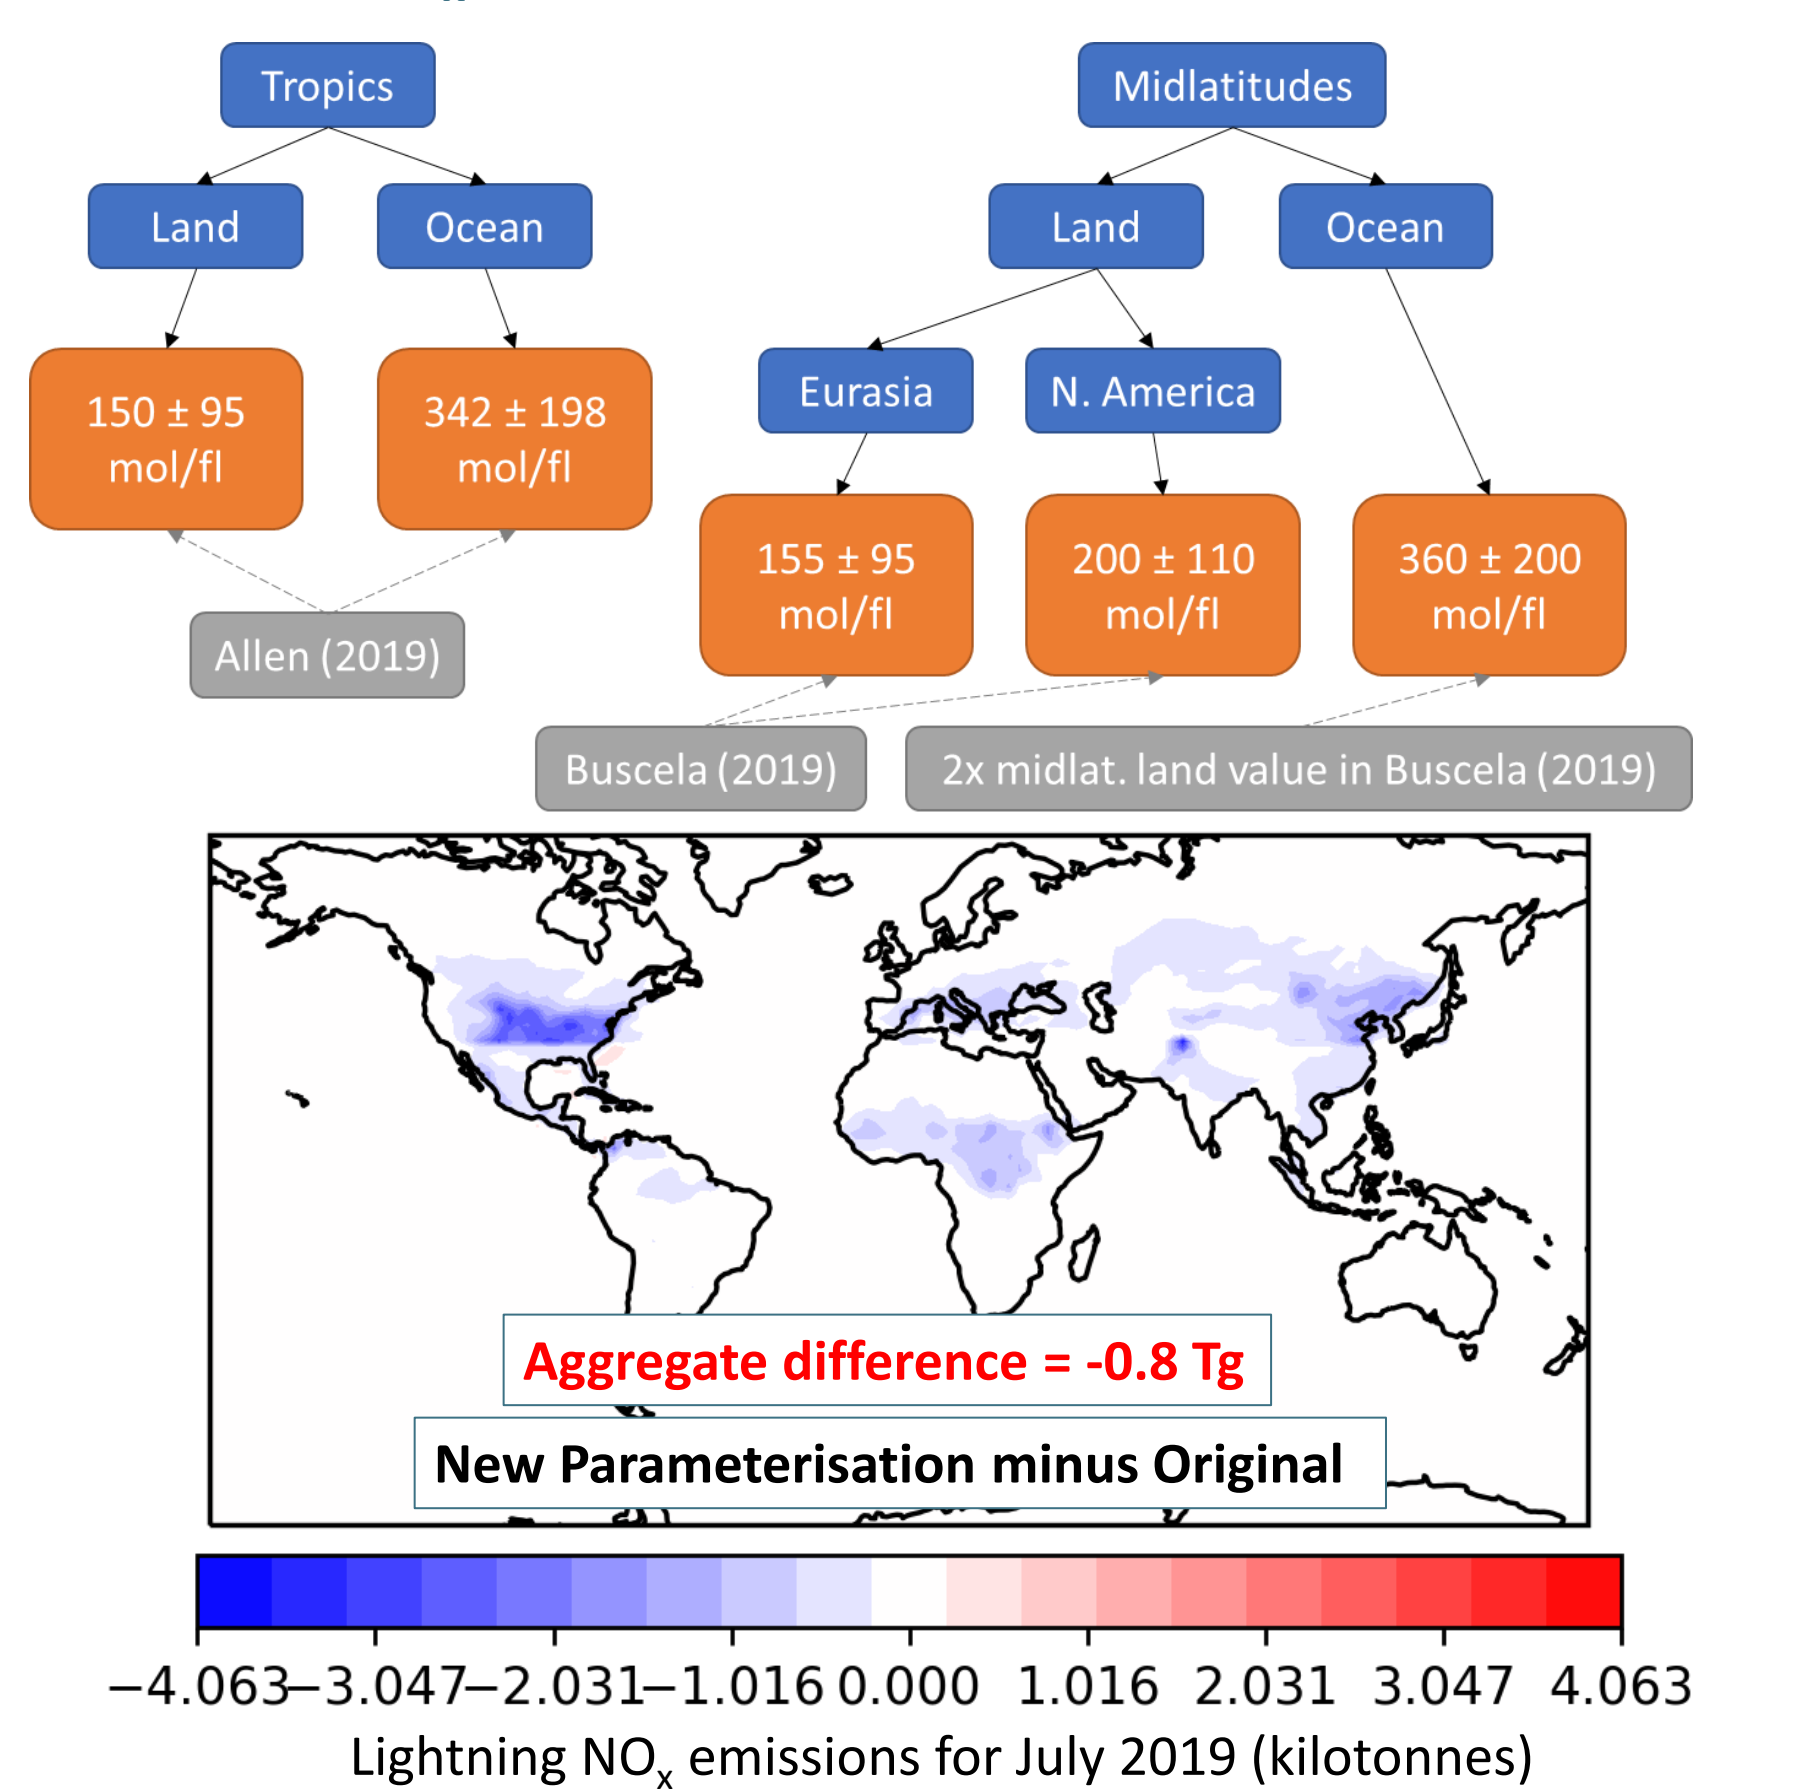 Tropics
Midlatitudes
Land
Ocean
Land
Ocean
Eurasia
N. America
150 ± 95
mol/fl
342 ± 198
mol/fl
155 ± 95
mol/fl
200 ± 110
mol/fl
360 ± 200
mol/fl
Allen (2019)
Buscela (2019)
2x midlat. land value in Buscela (2019)
Aggregate difference = -0.8 Tg
New Parameterisation minus Original
−4.063 −3.047 −2.031 −1.016 0.000 1.016 2.031 3.047 4.063
Lightning NOx emissions for July 2019 (kilotonnes)